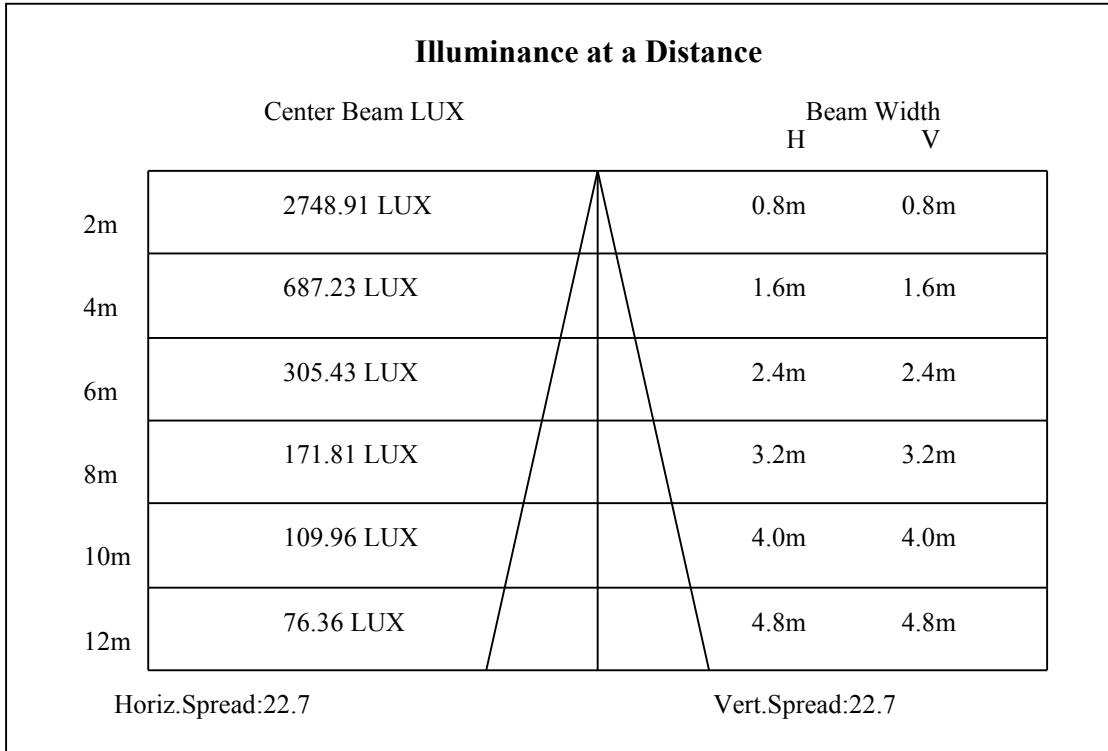 Illuminance at a Distance
Center Beam LUX Beam Width
H V
2m 2748.91 LUX 0.8m 0.8m
4m 687.23 LUX 1.6m 1.6m
6m 305.43 LUX 2.4m 2.4m
8m 171.81 LUX 3.2m 3.2m
10m 109.96 LUX 4.0m 4.0m
12m 76.36 LUX 4.8m 4.8m
Horiz.Spread:22.7 Vert.Spread:22.7